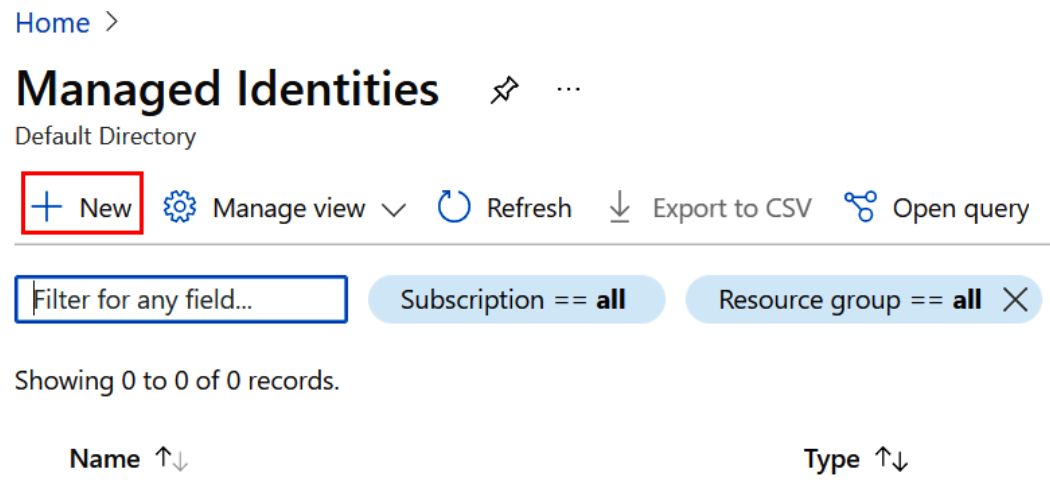 Home >
Managed Identities ...
Default Directory
+ New Manage view Refresh Export to CSV Open query
Filter for any field... Subscription == all Resource group == all
Showing 0 to 0 of 0 records.
Name ↑↓ Type ↑↓